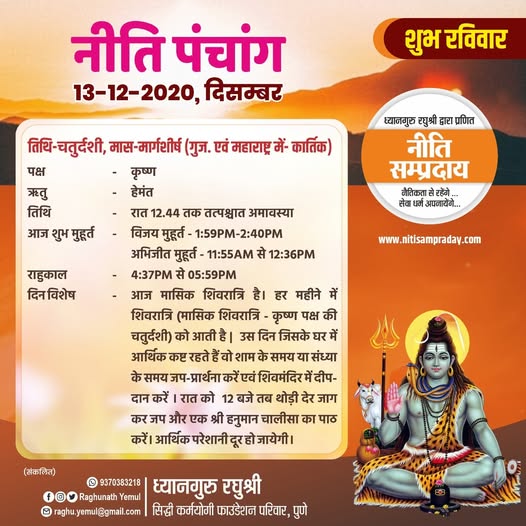 नीति पंचांग
13-12-2020, दिसम्बर
शुभ रविवार
ध्यानगुरु रघुश्री द्वारा प्रणित
नीति
सम्प्रदाय
नैतिकता से रहेंगे ...
सेवा धर्म अपनायेंगे...
www.nitisampraday.com
तिथि-चतुर्दशी, मास-मार्गशीर्ष (गुज. एवं महाराष्ट्र में- कार्तिक)
पक्ष - कृष्ण
ऋतु - हेमंत
तिथि - रात 12.44 तक तत्पश्चात अमावस्या
आज शुभ मुहूर्त - विजय मुहूर्त - 1:59PM-2:40PM
अभिजीत मुहूर्त - 11:55AM से 12:36PM
राहुकाल - 4:37PM से 05:59PM
दिन विशेष - आज मासिक शिवरात्रि है। हर महीने में
शिवरात्रि (मासिक शिवरात्रि - कृष्ण पक्ष की
चतुर्दशी) को आती है | उस दिन जिसके घर में
आर्थिक कष्ट रहते हैं वो शाम के समय या संध्या
के समय जप-प्रार्थना करें एवं शिवमंदिर में दीप-
दान करें । रात को 12 बजे तक थोड़ी देर जाग
कर जप और एक श्री हनुमान चालीसा का पाठ
करें। आर्थिक परेशानी दूर हो जायेगी।
(संकलित)
9370383218
Raghunath Yemul
raghu.yemul@gmail.com
ध्यानगुरु रघुश्री
सिद्धी कर्मयोगी फाउंडेशन परिवार, पुणे